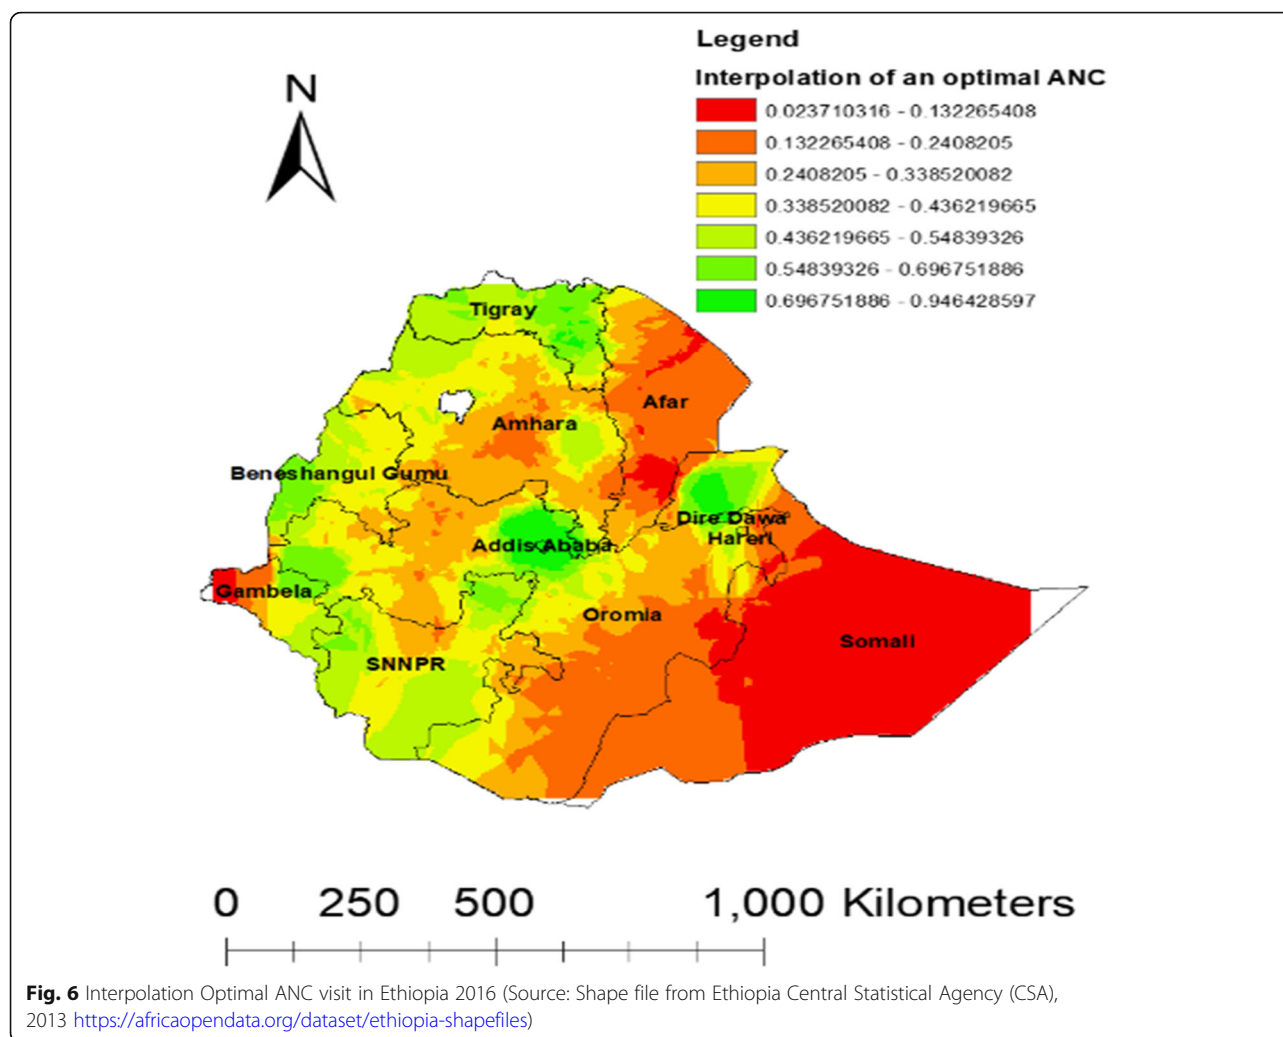 Legend
Interpolation of an optimal ANC
0.023710316 - 0.132265408
0.132265408 - 0.2408205
0.2408205 - 0.338520082
0.338520082 - 0.436219665
0.436219665 - 0.54839326
0.54839326 - 0.696751886
0.696751886 - 0.946428597
N
Tigray
Afar
Amhara
Beneshangul Gumu
Dire Dawa
Hareri
Addis Ababa
Gambela
Oromia
Somali
SNNPR
0 250 500 1,000 Kilometers
Fig. 6 Interpolation Optimal ANC visit in Ethiopia 2016 (Source: Shape file from Ethiopia Central Statistical Agency (CSA),
2013 https://africaopendata.org/dataset/ethiopia-shapefiles)